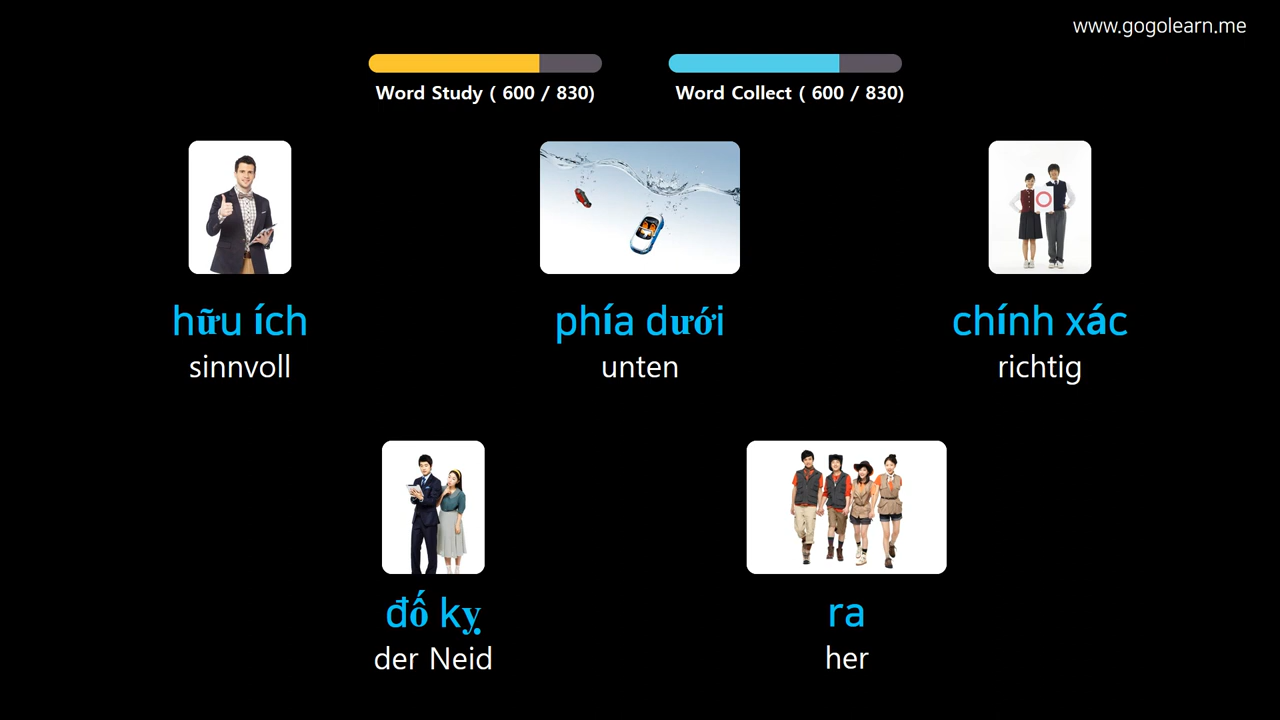 www.gogolearn.me
Word Study ( 600 / 830)
Word Collect ( 600 / 830)
hữu ích
sinnvoll
phía dưới
unten
chính xác
richtig
đố kỵ
der Neid
ra
her